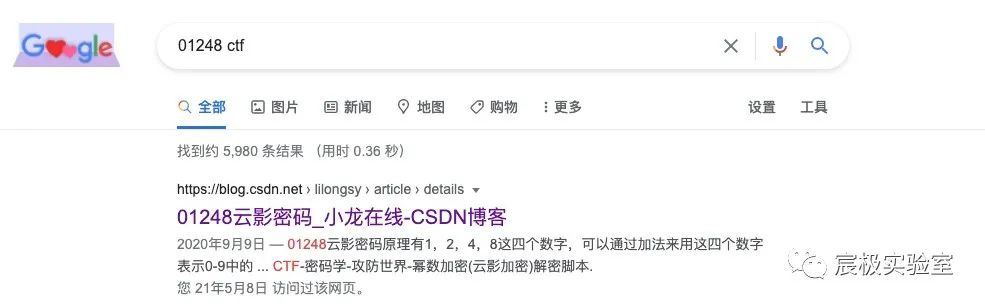 Google
01248 ctf
全部 图片 新闻 地图 购物 更多 设置 工具
找到约 5,980 条结果 （用时 0.36 秒）
https://blog.csdn.net › lilongsy › article › details
01248云影密码_小龙在线-CSDN博客
2020年9月9日 — 01248云影密码原理有1，2，4，8这四个数字，可以通过加法来用这四个数字
表示0-9中的 ... CTF-密码学-攻防世界-幂数加密(云影加密)解密脚本.
您 21年5月8日 访问过该网页。
宸极实验室